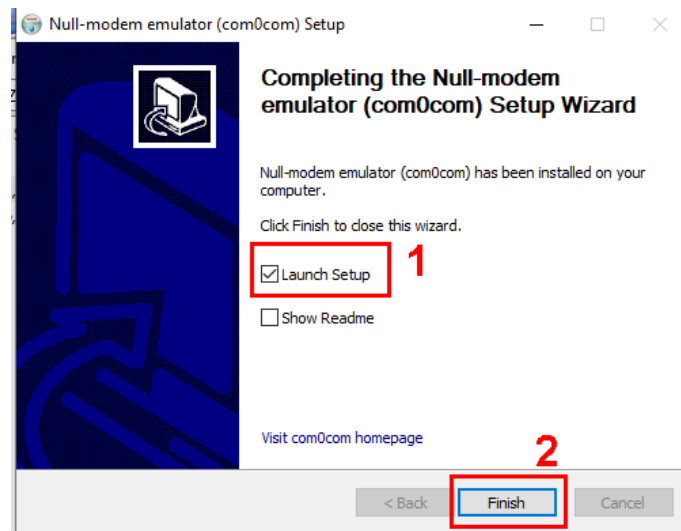 Null-modem emulator (com0com) Setup
Completing the Null-modem
emulator (com0com) Setup Wizard
Null-modem emulator (com0com) has been installed on your
computer.
Click Finish to close this wizard.
1
Launch Setup
Show Readme
Visit com0com homepage
2
< Back Finish Cancel